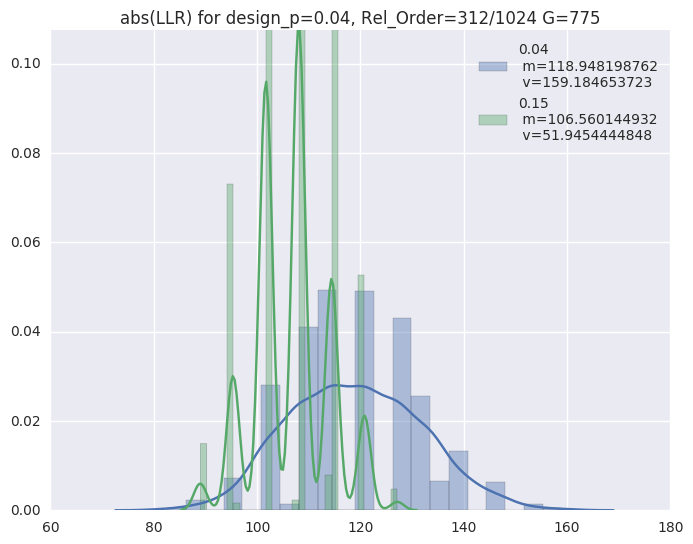 abs(LLR) for design_p=0.04, Rel_Order=312/1024 G=775
0.04
m=118.948198762
v=159.184653723
0.15
m=106.560144932
v=51.9454444848
0.10
0.08
0.06
0.04
0.02
0.00
60 80 100 120 140 160 180